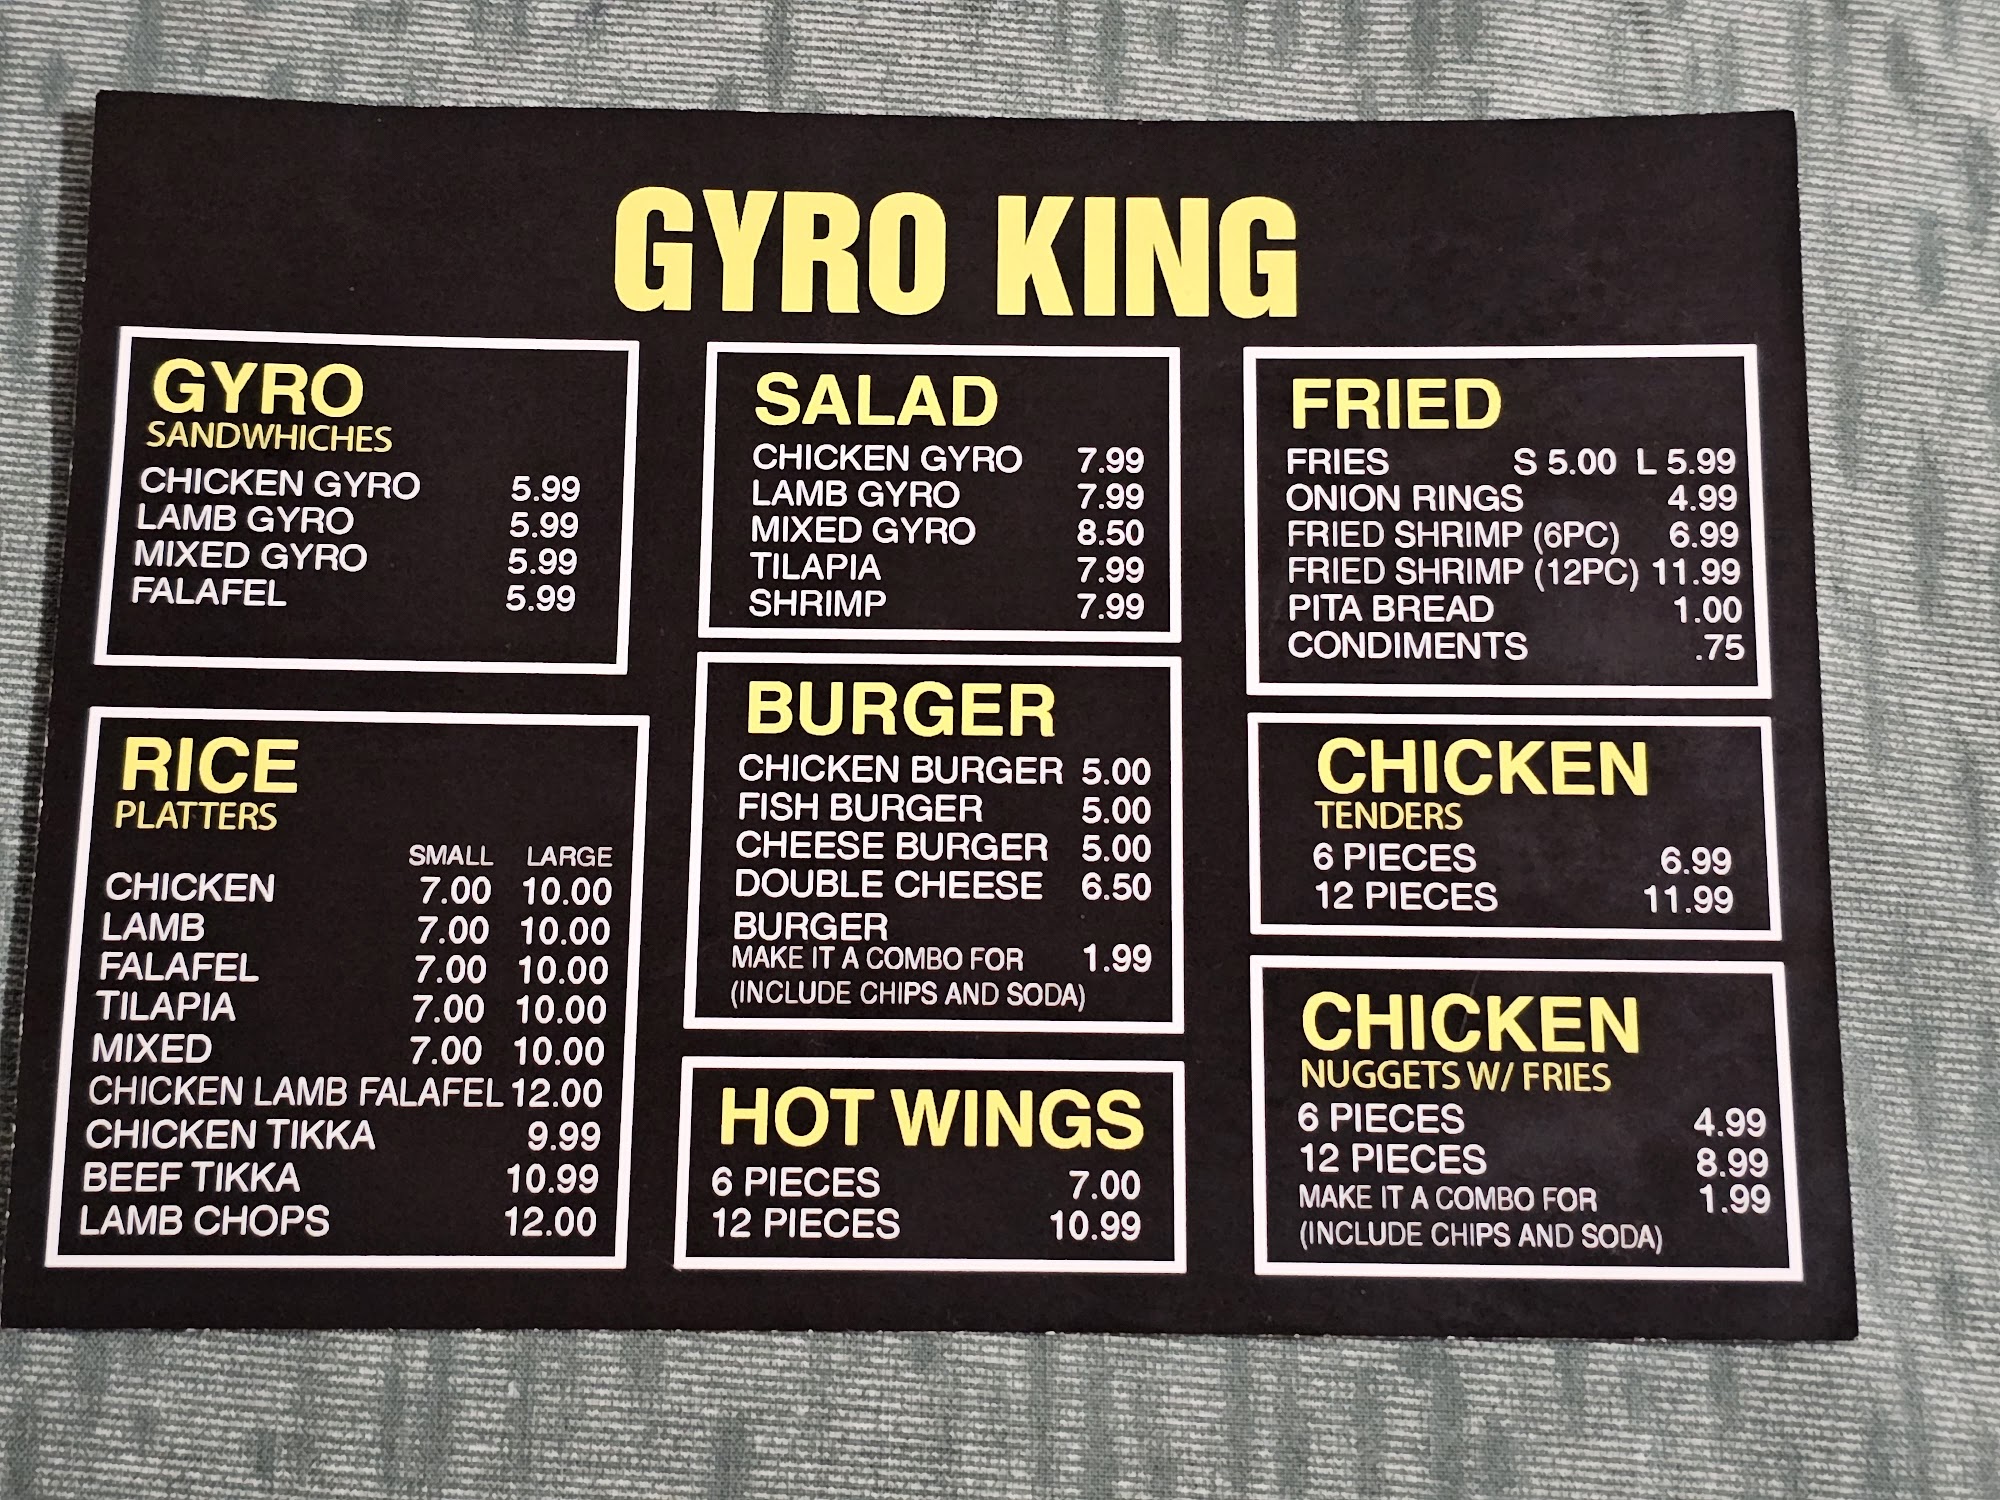 GYRO KING
GYRO
SANDWHICHES
CHICKEN GYRO 5.99
LAMB GYRO 5.99
MIXED GYRO 5.99
FALAFEL 5.99
RICE
PLATTERS
SMALL LARGE
CHICKEN 7.00 10.00
LAMB 7.00 10.00
FALAFEL 7.00 10.00
TILAPIA 7.00 10.00
MIXED 7.00 10.00
CHICKEN LAMB FALAFEL 12.00
CHICKEN TIKKA 9.99
BEEF TIKKA 10.99
LAMB CHOPS 12.00
SALAD
CHICKEN GYRO 7.99
LAMB GYRO 7.99
MIXED GYRO 8.50
TILAPIA 7.99
SHRIMP 7.99
BURGER
CHICKEN BURGER 5.00
FISH BURGER 5.00
CHEESE BURGER 5.00
DOUBLE CHEESE 6.50
BURGER
MAKE IT A COMBO FOR 1.99
(INCLUDE CHIPS AND SODA)
HOT WINGS
6 PIECES 7.00
12 PIECES 10.99
FRIED
FRIES S 5.00 L 5.99
ONION RINGS 4.99
FRIED SHRIMP (6PC) 6.99
FRIED SHRIMP (12PC) 11.99
PITA BREAD 1.00
CONDIMENTS .75
CHICKEN
TENDERS
6 PIECES 6.99
12 PIECES 11.99
CHICKEN
NUGGETS W/ FRIES
6 PIECES 4.99
12 PIECES 8.99
MAKE IT A COMBO FOR 1.99
(INCLUDE CHIPS AND SODA)